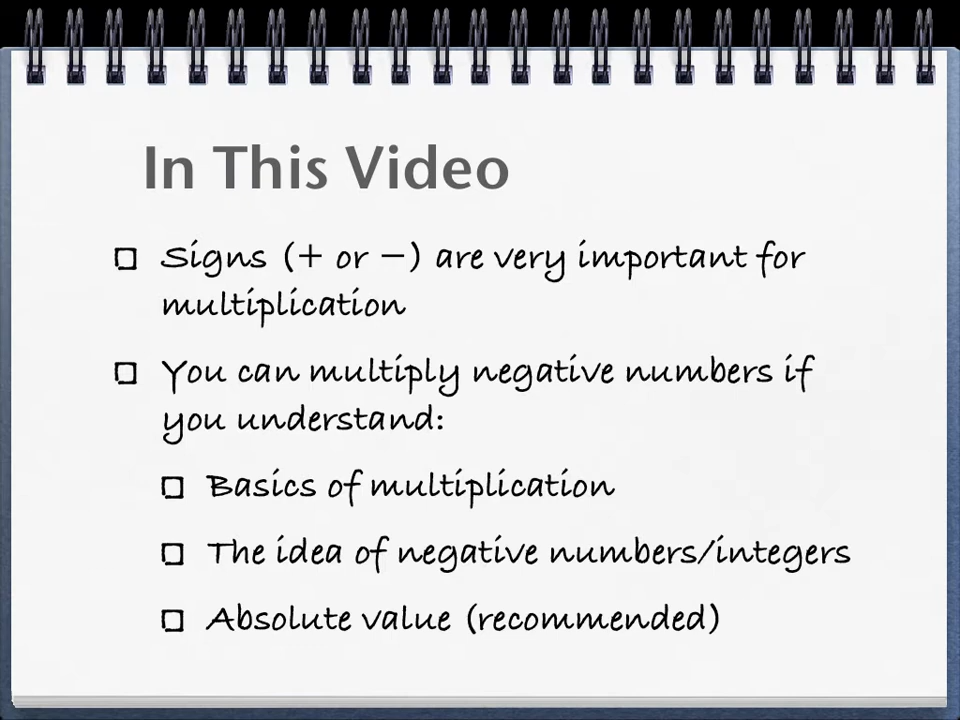 In This Video
Signs (+ or −) are very important for
multiplication
You can multiply negative numbers if
you understand:
Basics of multiplication
The idea of negative numbers/integers
Absolute value (recommended)